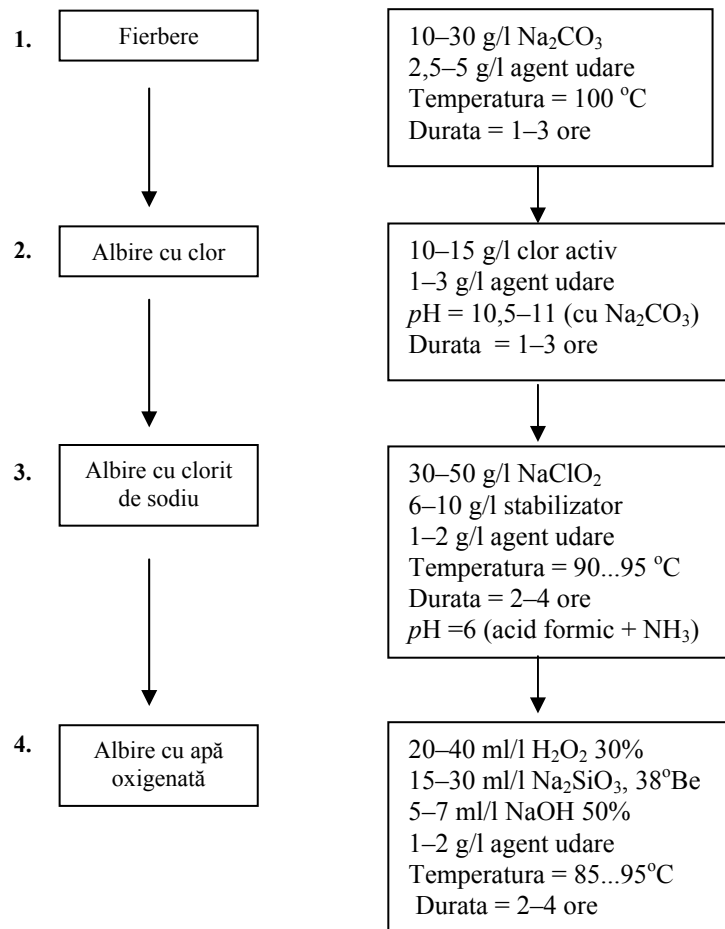 1.
Fierbere
10–30 g/l Na₂CO₃
2,5–5 g/l agent udare
Temperatura = 100 °C
Durata = 1–3 ore
2.
Albire cu clor
10–15 g/l clor activ
1–3 g/l agent udare
pH = 10,5–11 (cu Na₂CO₃)
Durata = 1–3 ore
3.
Albire cu clorit
de sodiu
30–50 g/l NaClO₂
6–10 g/l stabilizator
1–2 g/l agent udare
Temperatura = 90...95 °C
Durata = 2–4 ore
pH =6 (acid formic + NH₃)
4.
Albire cu apă
oxigenată
20–40 ml/l H₂O₂ 30%
15–30 ml/l Na₂SiO₃, 38°Be
5–7 ml/l NaOH 50%
1–2 g/l agent udare
Temperatura = 85...95°C
Durata = 2–4 ore